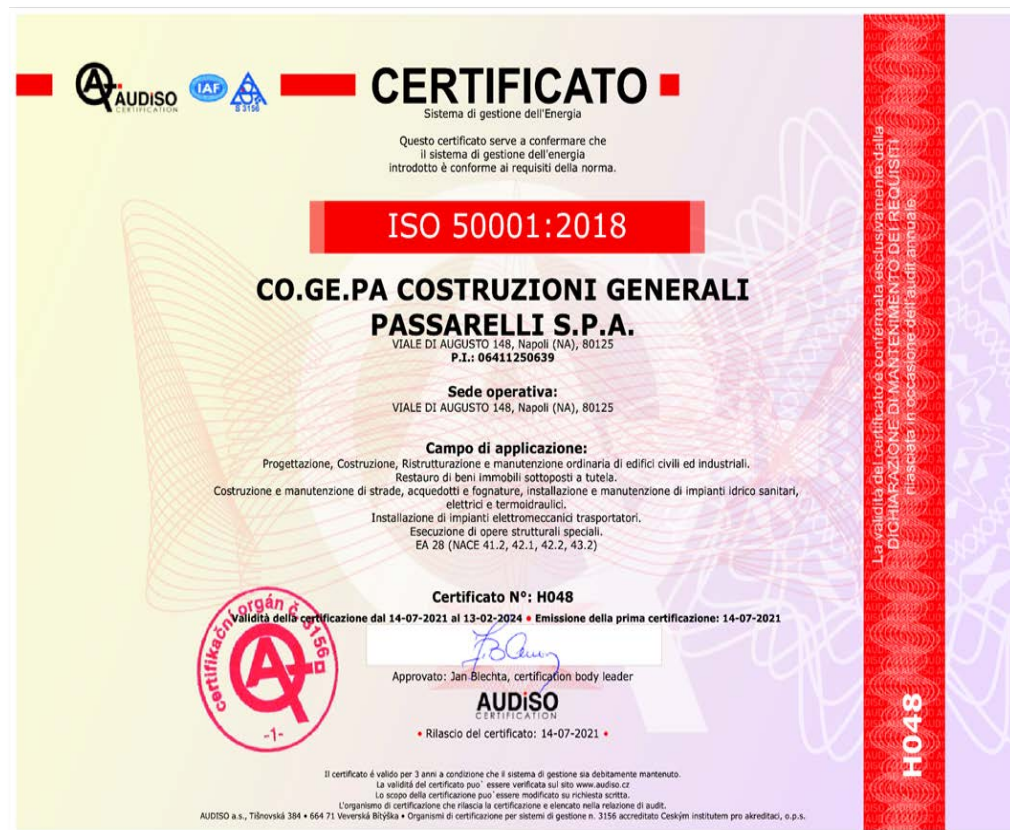 AUDISO
CERTIFICATION
IAF
S 3156
CERTIFICATO
Sistema di gestione dell'Energia
Questo certificato serve a confermare che
il sistema di gestione dell'energia
introdotto è conforme ai requisiti della norma.
ISO 50001:2018
CO.GE.PA COSTRUZIONI GENERALI
PASSARELLI S.P.A.
VIALE DI AUGUSTO 148, Napoli (NA), 80125
P.I.: 06411250639
Sede operativa:
VIALE DI AUGUSTO 148, Napoli (NA), 80125
Campo di applicazione:
Progettazione, Costruzione, Ristrutturazione e manutenzione ordinaria di edifici civili ed industriali.
Restauro di beni immobili sottoposti a tutela.
Costruzione e manutenzione di strade, acquedotti e fognature, installazione e manutenzione di impianti idrico sanitari,
elettrici e termoidraulici.
Installazione di impianti elettromeccanici trasportatori.
Esecuzione di opere strutturali speciali.
EA 28 (NACE 41.2, 42.1, 42.2, 43.2)
Certificato N°: H048
Validità della certificazione dal 14-07-2021 al 13-02-2024 • Emissione della prima certificazione: 14-07-2021
certifikační orgán č. 3156
-1-
Approvato: Jan Blechta, certification body leader
AUDISO
CERTIFICATION
• Rilascio del certificato: 14-07-2021 •
Il certificato é valido per 3 anni a condizione che il sistema di gestione sia debitamente mantenuto.
La validitá del certificato puo` essere verificata sul sito www.audiso.cz
Lo scopo della certificazione puo` essere modificato su richiesta scritta.
L'organismo di certificazione che rilascia la certificazione e elencato nella relazione di audit.
AUDISO a.s., Tišnovská 384 • 664 71 Veverská Bítýška • Organismi di certificazione per sistemi di gestione n. 3156 accreditato Ceským institutem pro akreditaci, o.p.s.
La validità del certificato è confermata esclusivamente dalla
DICHIARAZIONE DI MANTENIMENTO DEI REQUISITI
rilasciata in occasione dell'audit annuale.
H048